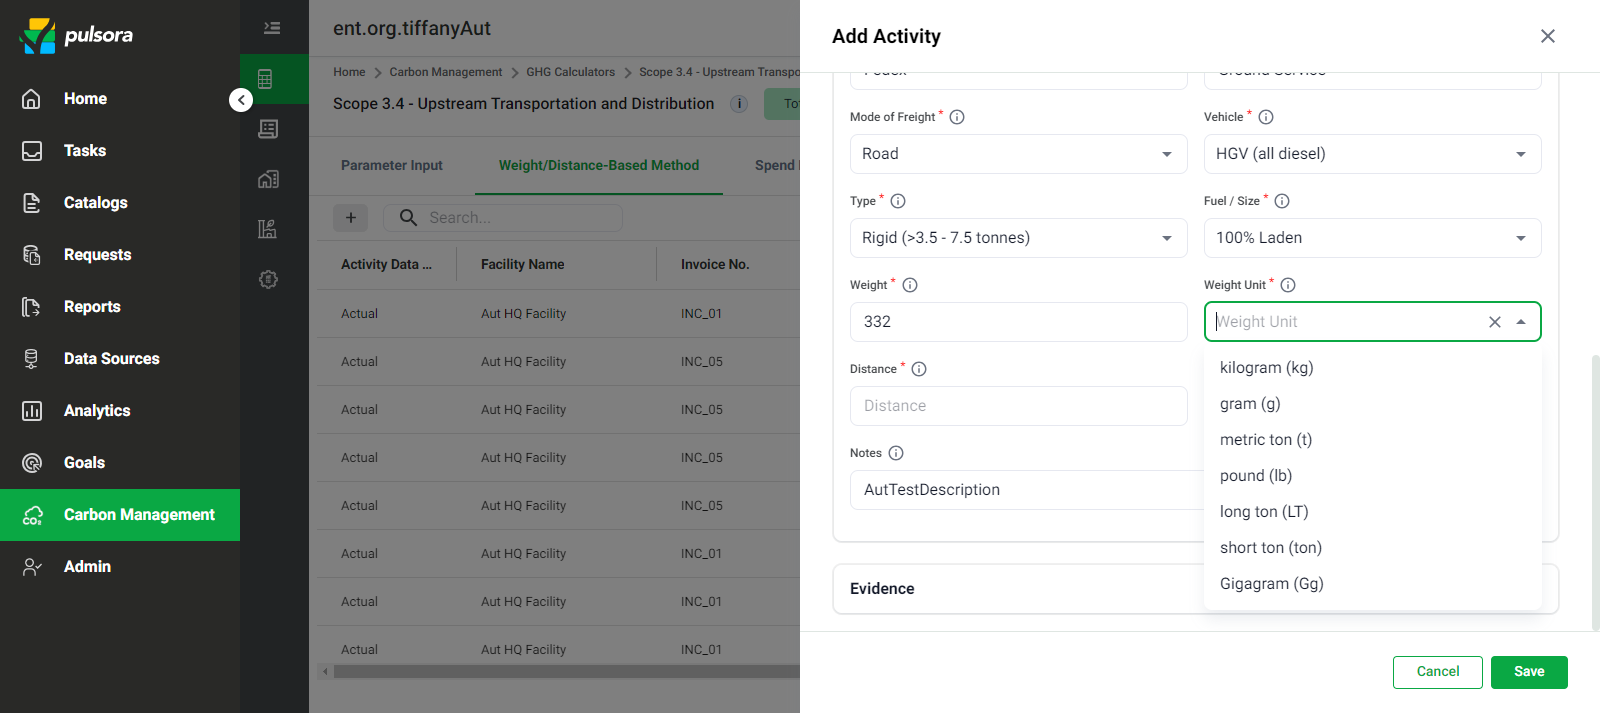 pulsora
Home
Tasks
Catalogs
Requests
Reports
Data Sources
Analytics
Goals
Carbon Management
Admin
ent.org.tiffanyAut
Home > Carbon Management > GHG Calculators > Scope 3.4 - Upstream Transpo
Scope 3.4 - Upstream Transportation and Distribution
To
Parameter Input
Weight/Distance-Based Method
Spend
Search...
Activity Data ...
Facility Name
Invoice No.
Actual Aut HQ Facility INC_01
Actual Aut HQ Facility INC_05
Actual Aut HQ Facility INC_05
Actual Aut HQ Facility INC_05
Actual Aut HQ Facility INC_05
Actual Aut HQ Facility INC_01
Actual Aut HQ Facility INC_01
Actual Aut HQ Facility INC_01
Add Activity
Ground Service
Mode of Freight *
Road
Vehicle *
HGV (all diesel)
Type *
Rigid (>3.5 - 7.5 tonnes)
Fuel / Size *
100% Laden
Weight *
332
Weight Unit *
Weight Unit
kilogram (kg)
gram (g)
metric ton (t)
pound (lb)
long ton (LT)
short ton (ton)
Gigagram (Gg)
Distance *
Distance
Notes
AutTestDescription
Evidence
Cancel
Save